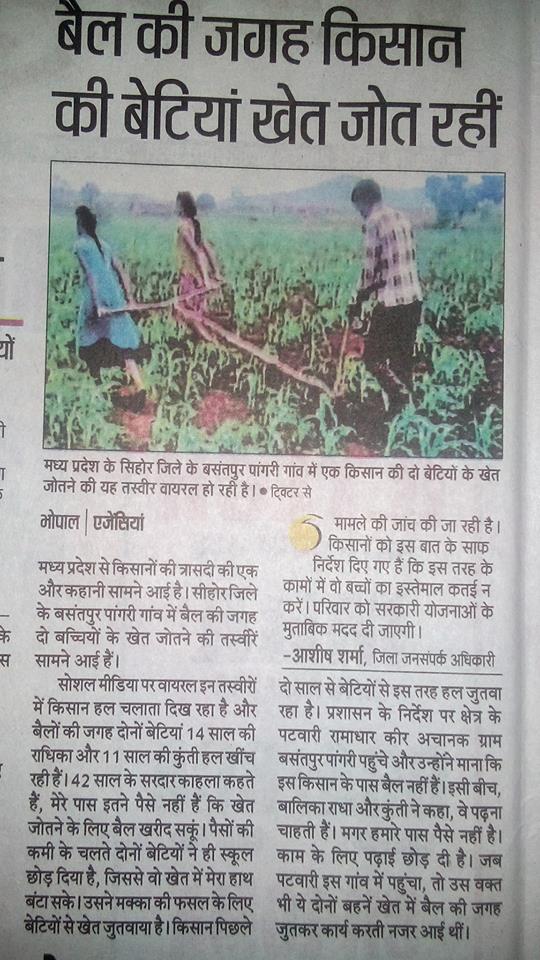 बैल की जगह किसान
की बेटियां खेत जोत रहीं
मध्य प्रदेश के सिहोर जिले के बसंतपुर पांगरी गांव में एक किसान की दो बेटियों के खेत
जोतने की यह तस्वीर वायरल हो रही है। ● ट्विटर से
भोपाल | एजेंसियां
मध्य प्रदेश से किसानों की त्रासदी की एक
और कहानी सामने आई है। सीहोर जिले
के बसंतपुर पांगरी गांव में बैल की जगह
दो बच्चियों के खेत जोतने की तस्वीरें
सामने आई हैं।
सोशल मीडिया पर वायरल इन तस्वीरों
में किसान हल चलाता दिख रहा है और
बैलों की जगह दोनों बेटियां 14 साल की
राधिका और 11 साल की कुंती हल खींच
रही हैं। 42 साल के सरदार काहला कहते
हैं, मेरे पास इतने पैसे नहीं हैं कि खेत
जोतने के लिए बैल खरीद सकूं। पैसों की
कमी के चलते दोनों बेटियों ने ही स्कूल
छोड़ दिया है, जिससे वो खेत में मेरा हाथ
बंटा सके। उसने मक्का की फसल के लिए
बेटियों से खेत जुतवाया है। किसान पिछले
मामले की जांच की जा रही है।
किसानों को इस बात के साफ
निर्देश दिए गए हैं कि इस तरह के
कामों में वो बच्चों का इस्तेमाल कतई न
करें। परिवार को सरकारी योजनाओं के
मुताबिक मदद दी जाएगी।
–आशीष शर्मा, जिला जनसंपर्क अधिकारी
दो साल से बेटियों से इस तरह हल जुतवा
रहा है। प्रशासन के निर्देश पर क्षेत्र के
पटवारी रामाधार कीर अचानक ग्राम
बसंतपुर पांगरी पहुंचे और उन्होंने माना कि
इस किसान के पास बैल नहीं हैं। इसी बीच,
बालिका राधा और कुंती ने कहा, वे पढ़ना
चाहती हैं। मगर हमारे पास पैसे नहीं है।
काम के लिए पढ़ाई छोड़ दी है। जब
पटवारी इस गांव में पहुंचा, तो उस वक्त
भी ये दोनों बहनें खेत में बैल की जगह
जुतकर कार्य करती नजर आई थीं।